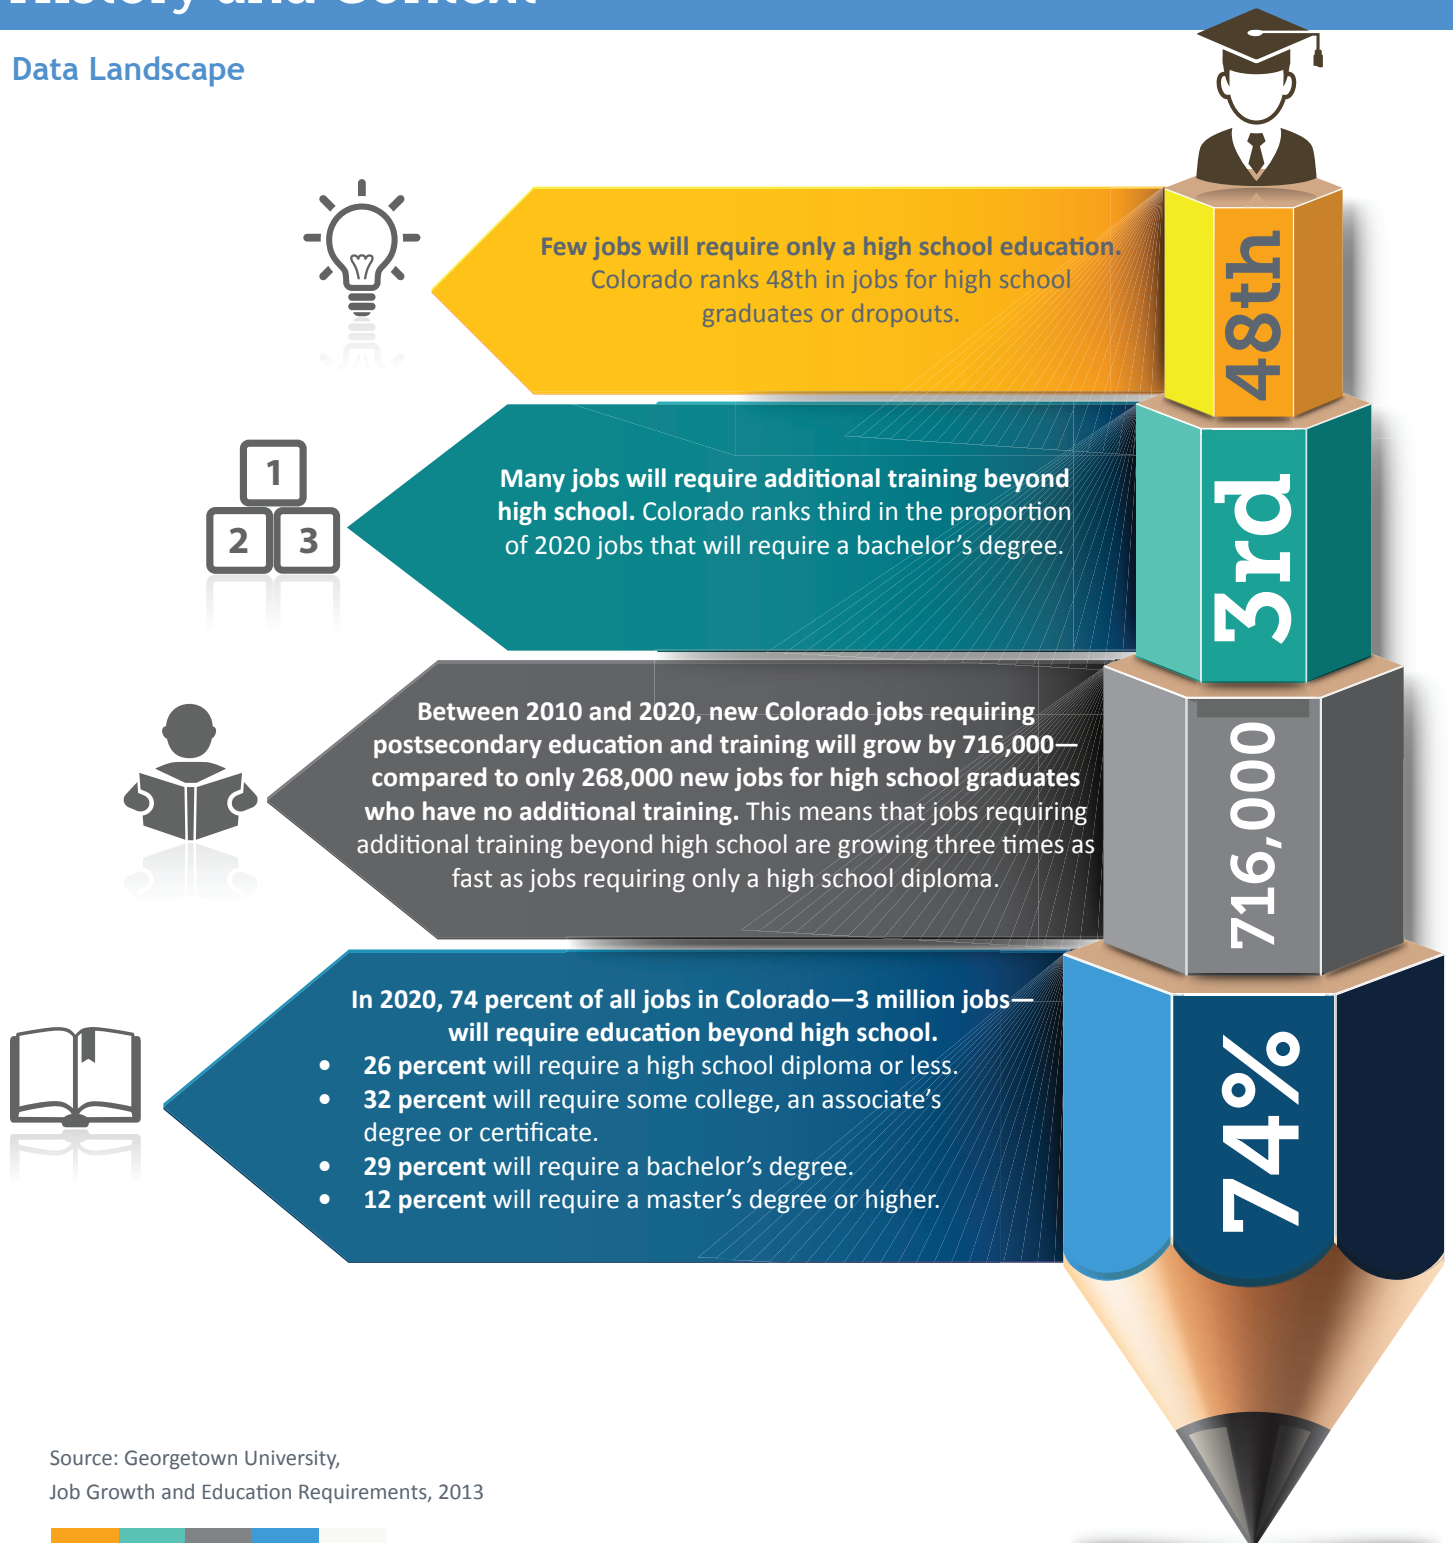 History and Context
Data Landscape
Few jobs will require only a high school education.
Colorado ranks 48th in jobs for high school
graduates or dropouts.
48th
1
2 3
Many jobs will require additional training beyond
high school. Colorado ranks third in the proportion
of 2020 jobs that will require a bachelor’s degree.
3rd
Between 2010 and 2020, new Colorado jobs requiring
postsecondary education and training will grow by 716,000—
compared to only 268,000 new jobs for high school graduates
who have no additional training. This means that jobs requiring
additional training beyond high school are growing three times as
fast as jobs requiring only a high school diploma.
716,000
In 2020, 74 percent of all jobs in Colorado—3 million jobs—
will require education beyond high school.
• 26 percent will require a high school diploma or less.
• 32 percent will require some college, an associate’s
degree or certificate.
• 29 percent will require a bachelor’s degree.
• 12 percent will require a master’s degree or higher.
74%
Source: Georgetown University,
Job Growth and Education Requirements, 2013